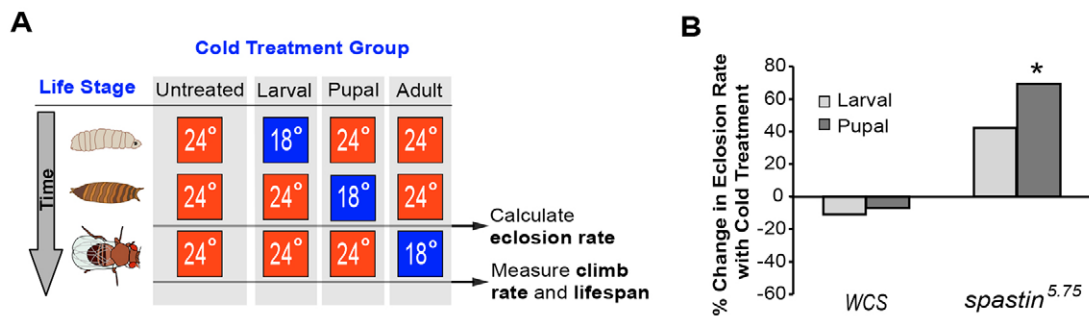 A
Cold Treatment Group
Life Stage
Untreated Larval Pupal Adult
Time
24° 18° 24° 24°
24° 24° 18° 24°
Calculate
eclosion rate
24° 24° 24° 18°
Measure climb
rate and lifespan
B
% Change in Eclosion Rate
with Cold Treatment
80
60
40
20
0
-20
-40
-60
Larval
Pupal
*
WCS spastin^5.75